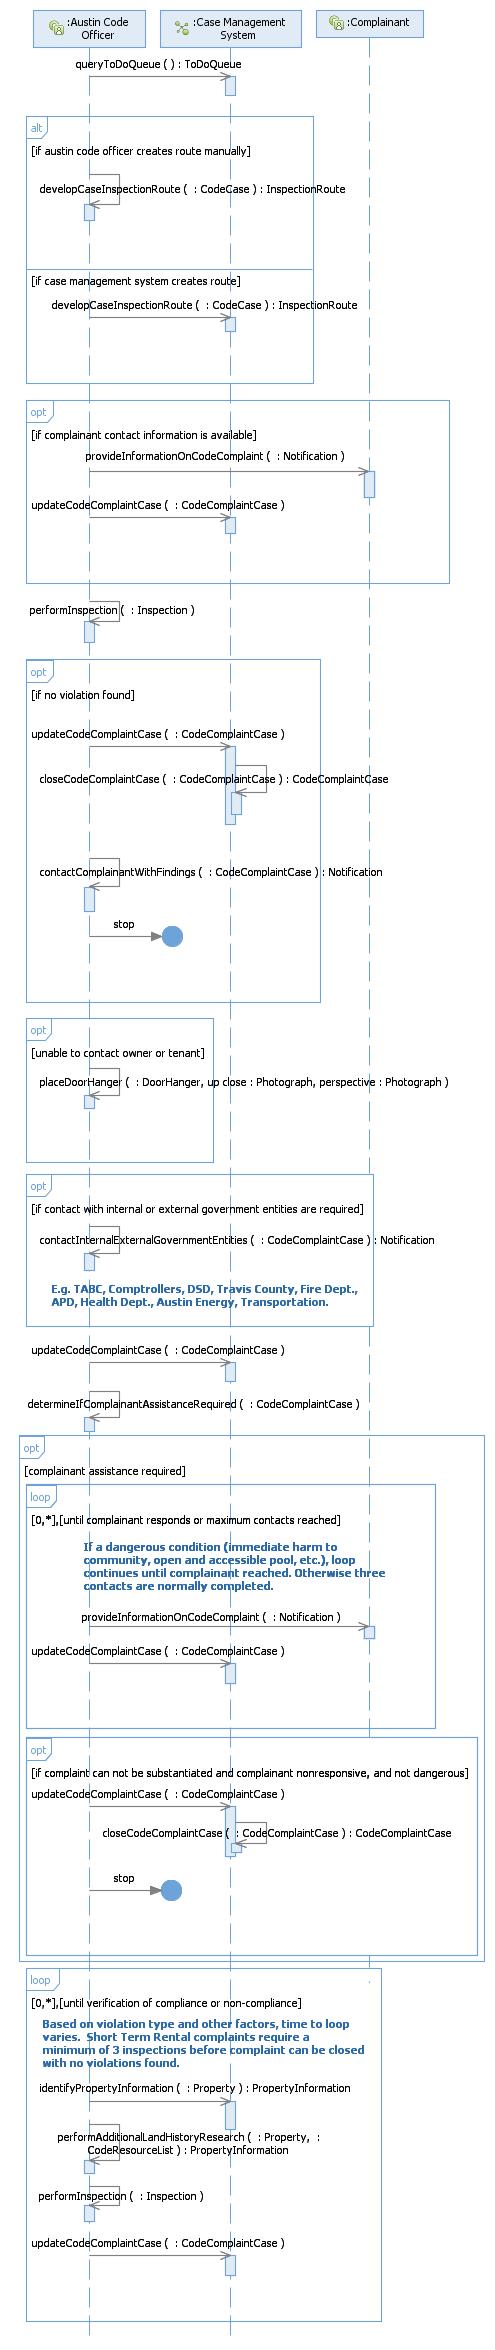 :Austin Code
Officer
:Case Management
System
:Complainant
queryToDoQueue ( ) : ToDoQueue
alt
[if austin code officer creates route manually]
developCaseInspectionRoute (  : CodeCase ) : InspectionRoute
[if case management system creates route]
developCaseInspectionRoute (  : CodeCase ) : InspectionRoute
opt
[if complainant contact information is available]
provideInformationOnCodeComplaint (  : Notification )
updateCodeComplaintCase (  : CodeComplaintCase )
performInspection (  : Inspection )
opt
[if no violation found]
updateCodeComplaintCase (  : CodeComplaintCase )
closeCodeComplaintCase (  : CodeComplaintCase ) : CodeComplaintCase
contactComplainantWithFindings (  : CodeComplaintCase ) : Notification
stop
opt
[unable to contact owner or tenant]
placeDoorHanger (  : DoorHanger, up close : Photograph, perspective : Photograph )
opt
[if contact with internal or external government entities are required]
contactInternalExternalGovernmentEntities (  : CodeComplaintCase ) : Notification
E.g. TABC, Comptrollers, DSD, Travis County, Fire Dept.,
APD, Health Dept., Austin Energy, Transportation.
updateCodeComplaintCase (  : CodeComplaintCase )
determineIfComplainantAssistanceRequired (  : CodeComplaintCase )
opt
[complainant assistance required]
loop
[0,*],[until complainant responds or maximum contacts reached]
If a dangerous condition (immediate harm to
community, open and accessible pool, etc.), loop
continues until complainant reached. Otherwise three
contacts are normally completed.
provideInformationOnCodeComplaint (  : Notification )
updateCodeComplaintCase (  : CodeComplaintCase )
opt
[if complaint can not be substantiated and complainant nonresponsive, and not dangerous]
updateCodeComplaintCase (  : CodeComplaintCase )
closeCodeComplaintCase (  : CodeComplaintCase ) : CodeComplaintCase
stop
loop
[0,*],[until verification of compliance or non-compliance]
Based on violation type and other factors, time to loop
varies.  Short Term Rental complaints require a
minimum of 3 inspections before complaint can be closed
with no violations found.
identifyPropertyInformation (  : Property ) : PropertyInformation
performAdditionalLandHistoryResearch (  : Property,  :
CodeResourceList ) : PropertyInformation
performInspection (  : Inspection )
updateCodeComplaintCase (  : CodeComplaintCase )